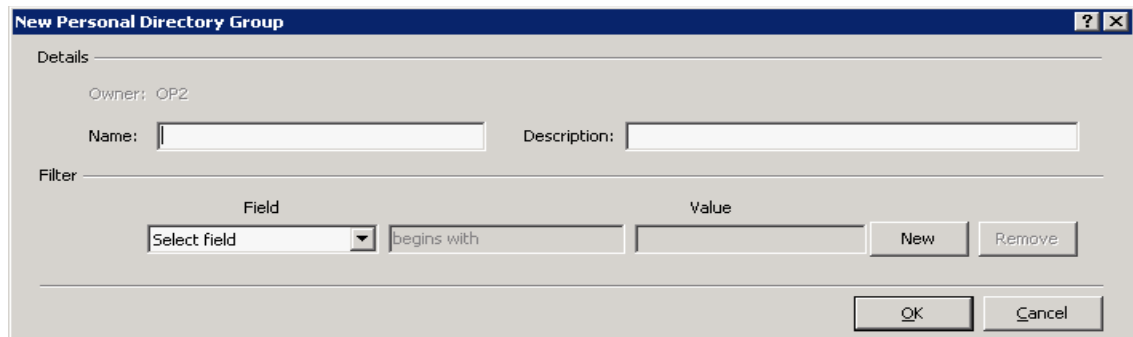 New Personal Directory Group
Details
Owner: OP2
Name: Description:
Filter
Field Value
Select field begins with New Remove
OK Cancel